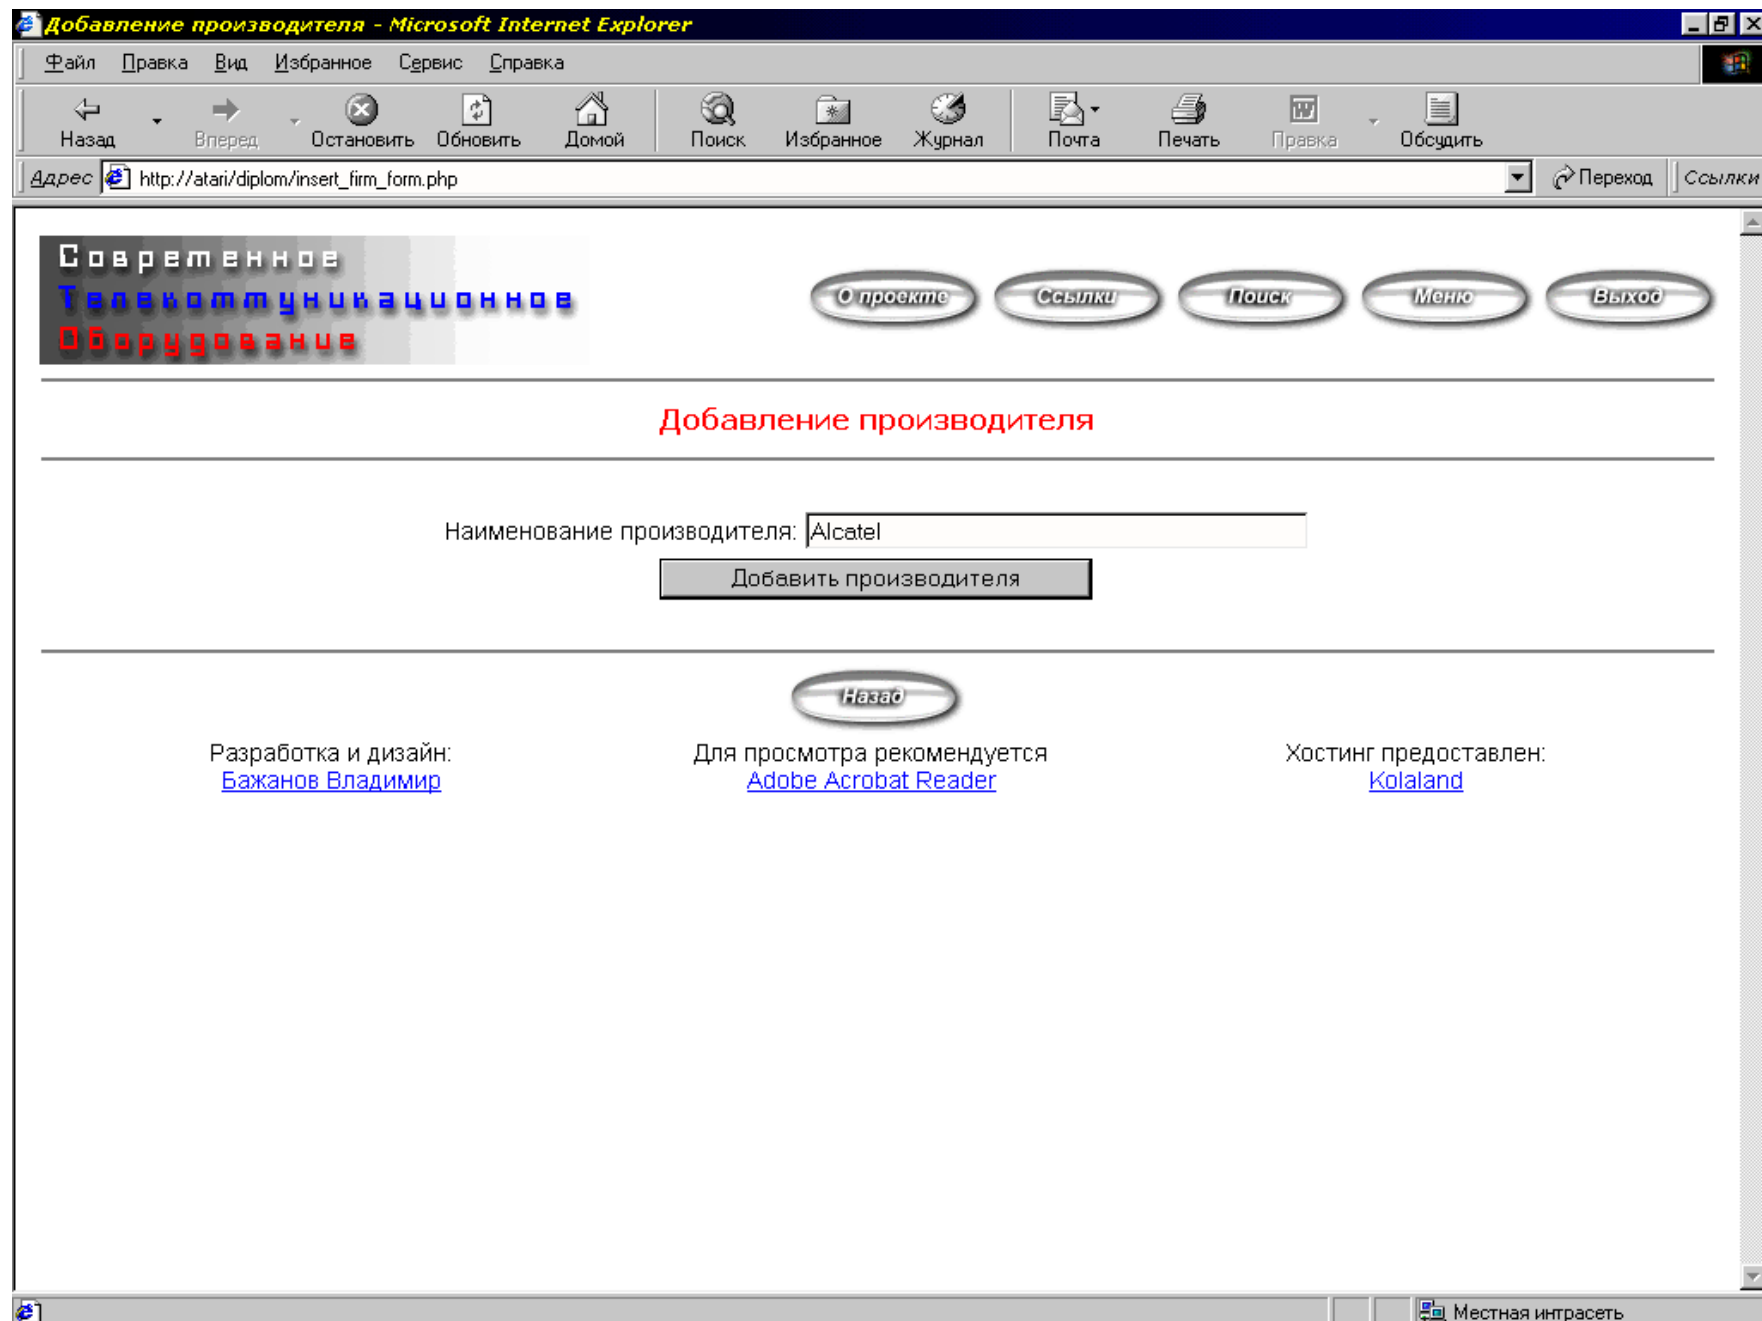 Добавление производителя - Microsoft Internet Explorer
Файл Правка Вид Избранное Сервис Справка
Назад Вперед Остановить Обновить Домой Поиск Избранное Журнал Почта Печать Правка Обсудить
Адрес http://atari/diplom/insert_firm_form.php Переход Ссылки
Современное
Телекоммуникационное
Оборудование
О проекте Ссылки Поиск Меню Выход
Добавление производителя
Наименование производителя: Alcatel
Добавить производителя
Назад
Разработка и дизайн: Для просмотра рекомендуется Хостинг предоставлен:
Бажанов Владимир Adobe Acrobat Reader Kolaland
Местная интрасеть